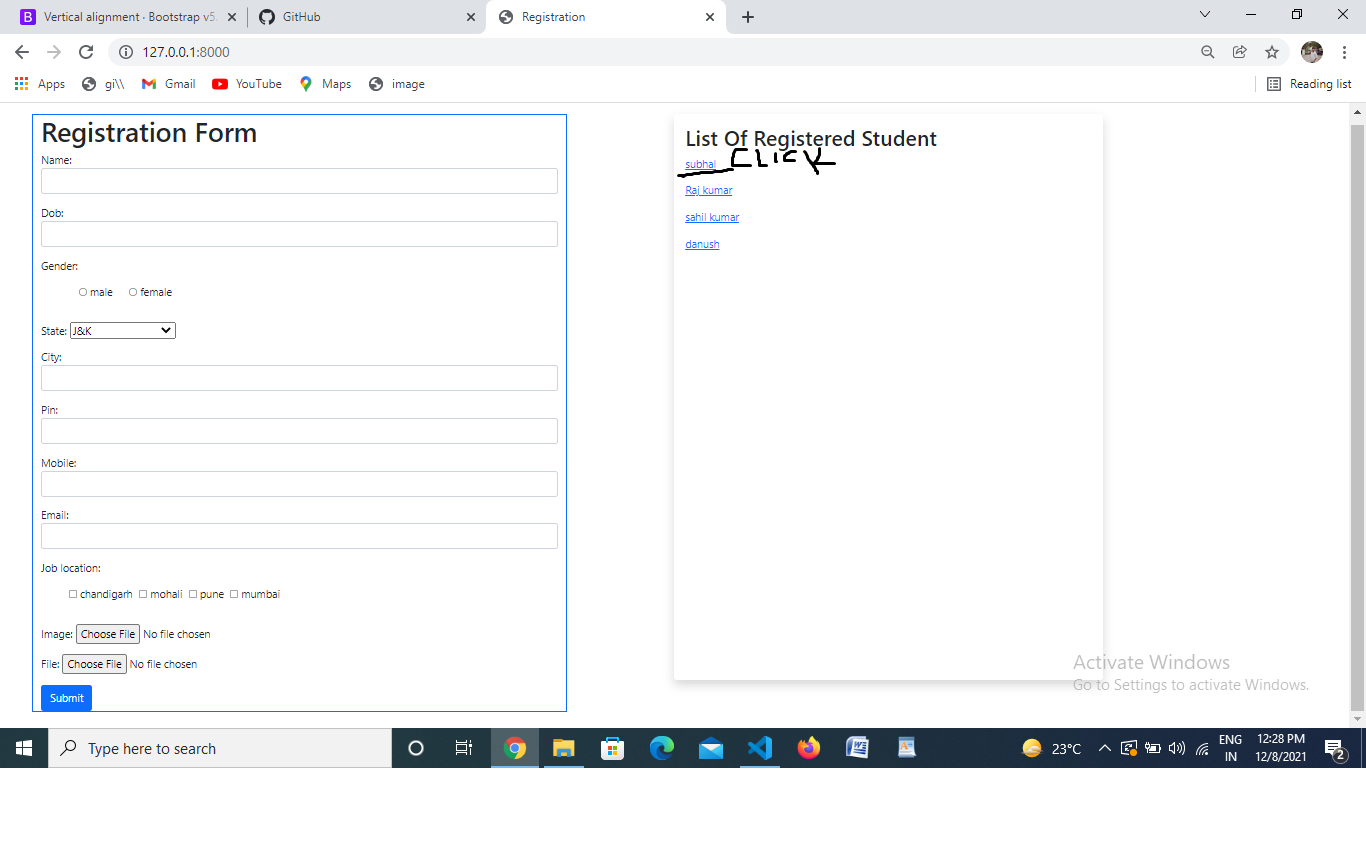 Vertical alignment · Bootstrap v5.
GitHub
Registration
127.0.0.1:8000
Apps
gi\\
Gmail
YouTube
Maps
image
Reading list
Registration Form
Name:
Dob:
Gender:
male female
State: J&K
City:
Pin:
Mobile:
Email:
Job location:
chandigarh mohali pune mumbai
Image: Choose File No file chosen
File: Choose File No file chosen
Submit
List Of Registered Student
subhaj CLICK
Raj kumar
sahil kumar
danush
Activate Windows
Go to Settings to activate Windows.
Type here to search
23°C
ENG
IN
12:28 PM
12/8/2021
2